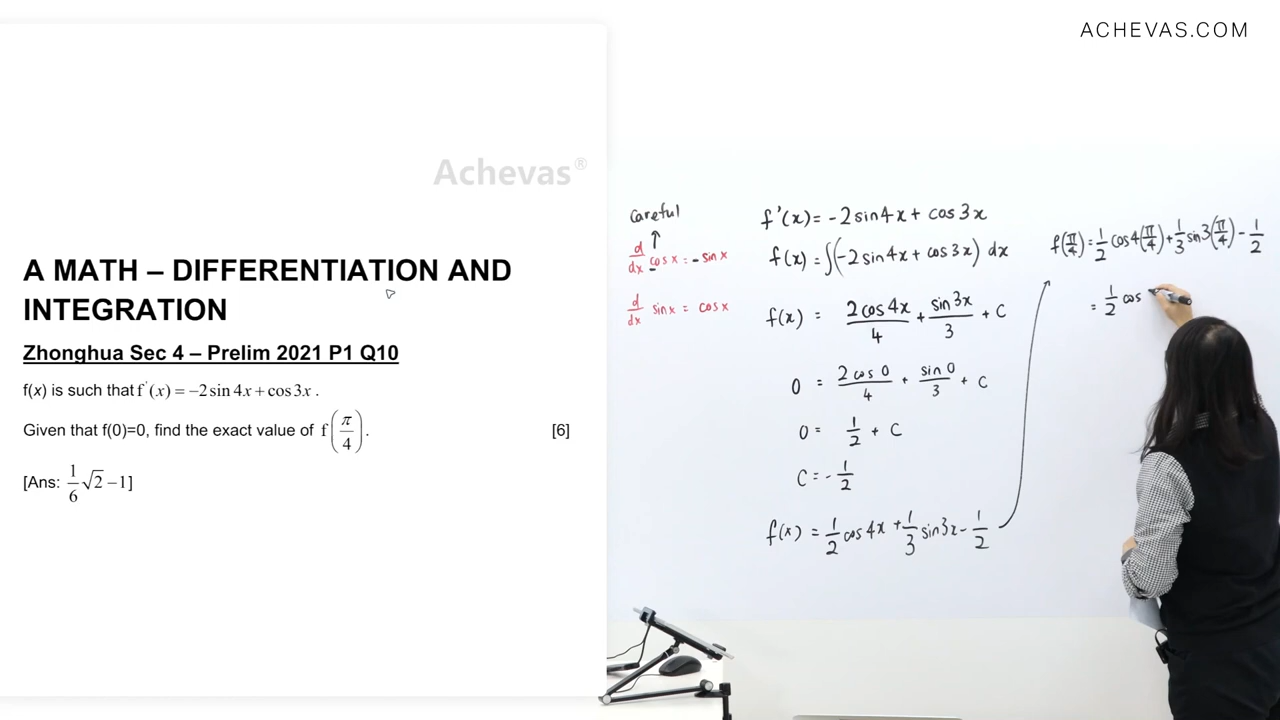 ACHEVAS.COM
Achevas®
A MATH – DIFFERENTIATION AND
INTEGRATION
Zhonghua Sec 4 – Prelim 2021 P1 Q10
f(x) is such that f'(x) = −2 sin 4x + cos 3x .
Given that f(0)=0, find the exact value of f(π/4). [6]
[Ans: 1/6 √2 − 1]
Careful
d/dx cos x = - sin x
d/dx sin x = cos x
f'(x) = -2 sin 4x + cos 3x
f(x) = ∫(-2 sin 4x + cos 3x) dx
f(x) = 2 cos 4x/4 + sin 3x/3 + C
0 = 2 cos 0/4 + sin 0/3 + C
0 = 1/2 + C
C = - 1/2
f(x) = 1/2 cos 4x + 1/3 sin 3x - 1/2
f(π/4) = 1/2 cos 4(π/4) + 1/3 sin 3(π/4) - 1/2
= 1/2 cos